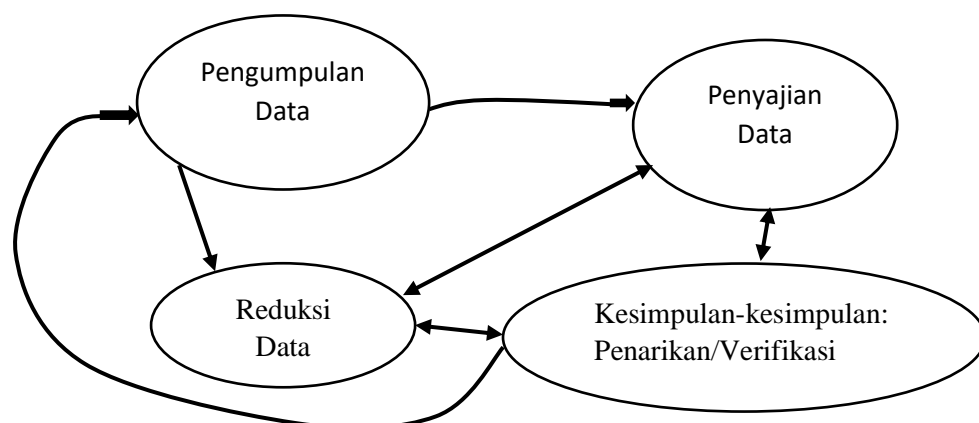 Pengumpulan
Data
Penyajian
Data
Reduksi
Data
Kesimpulan-kesimpulan:
Penarikan/Verifikasi